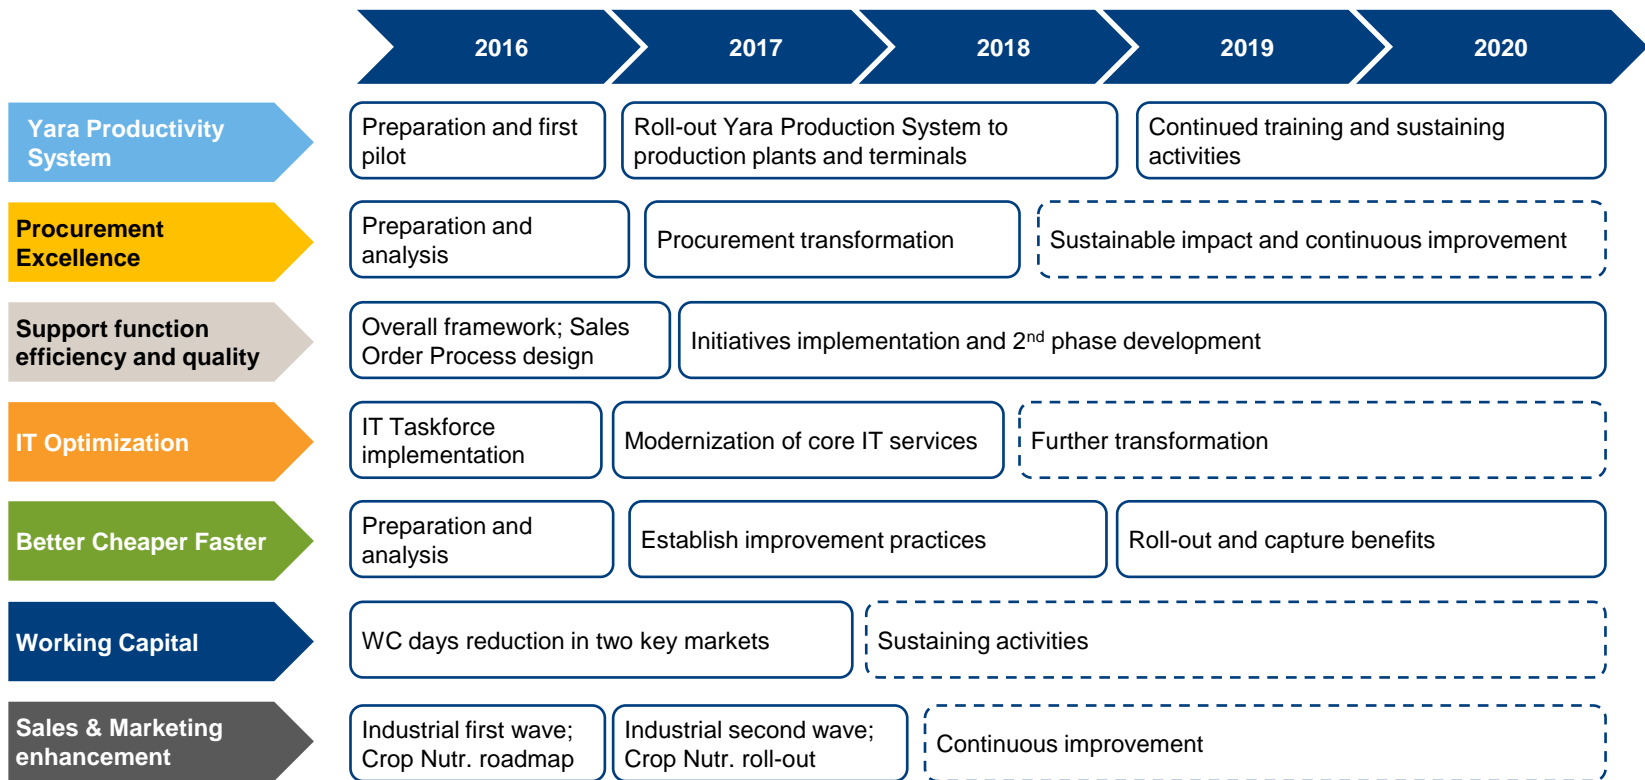 2016
2017
2018
2019
2020
Yara Productivity
System
Preparation and first
pilot
Roll-out Yara Production System to
production plants and terminals
Continued training and sustaining
activities
Procurement
Excellence
Preparation and
analysis
Procurement transformation
Sustainable impact and continuous improvement
Support function
efficiency and quality
Overall framework; Sales
Order Process design
Initiatives implementation and 2nd phase development
IT Optimization
IT Taskforce
implementation
Modernization of core IT services
Further transformation
Better Cheaper Faster
Preparation and
analysis
Establish improvement practices
Roll-out and capture benefits
Working Capital
WC days reduction in two key markets
Sustaining activities
Sales & Marketing
enhancement
Industrial first wave;
Crop Nutr. roadmap
Industrial second wave;
Crop Nutr. roll-out
Continuous improvement